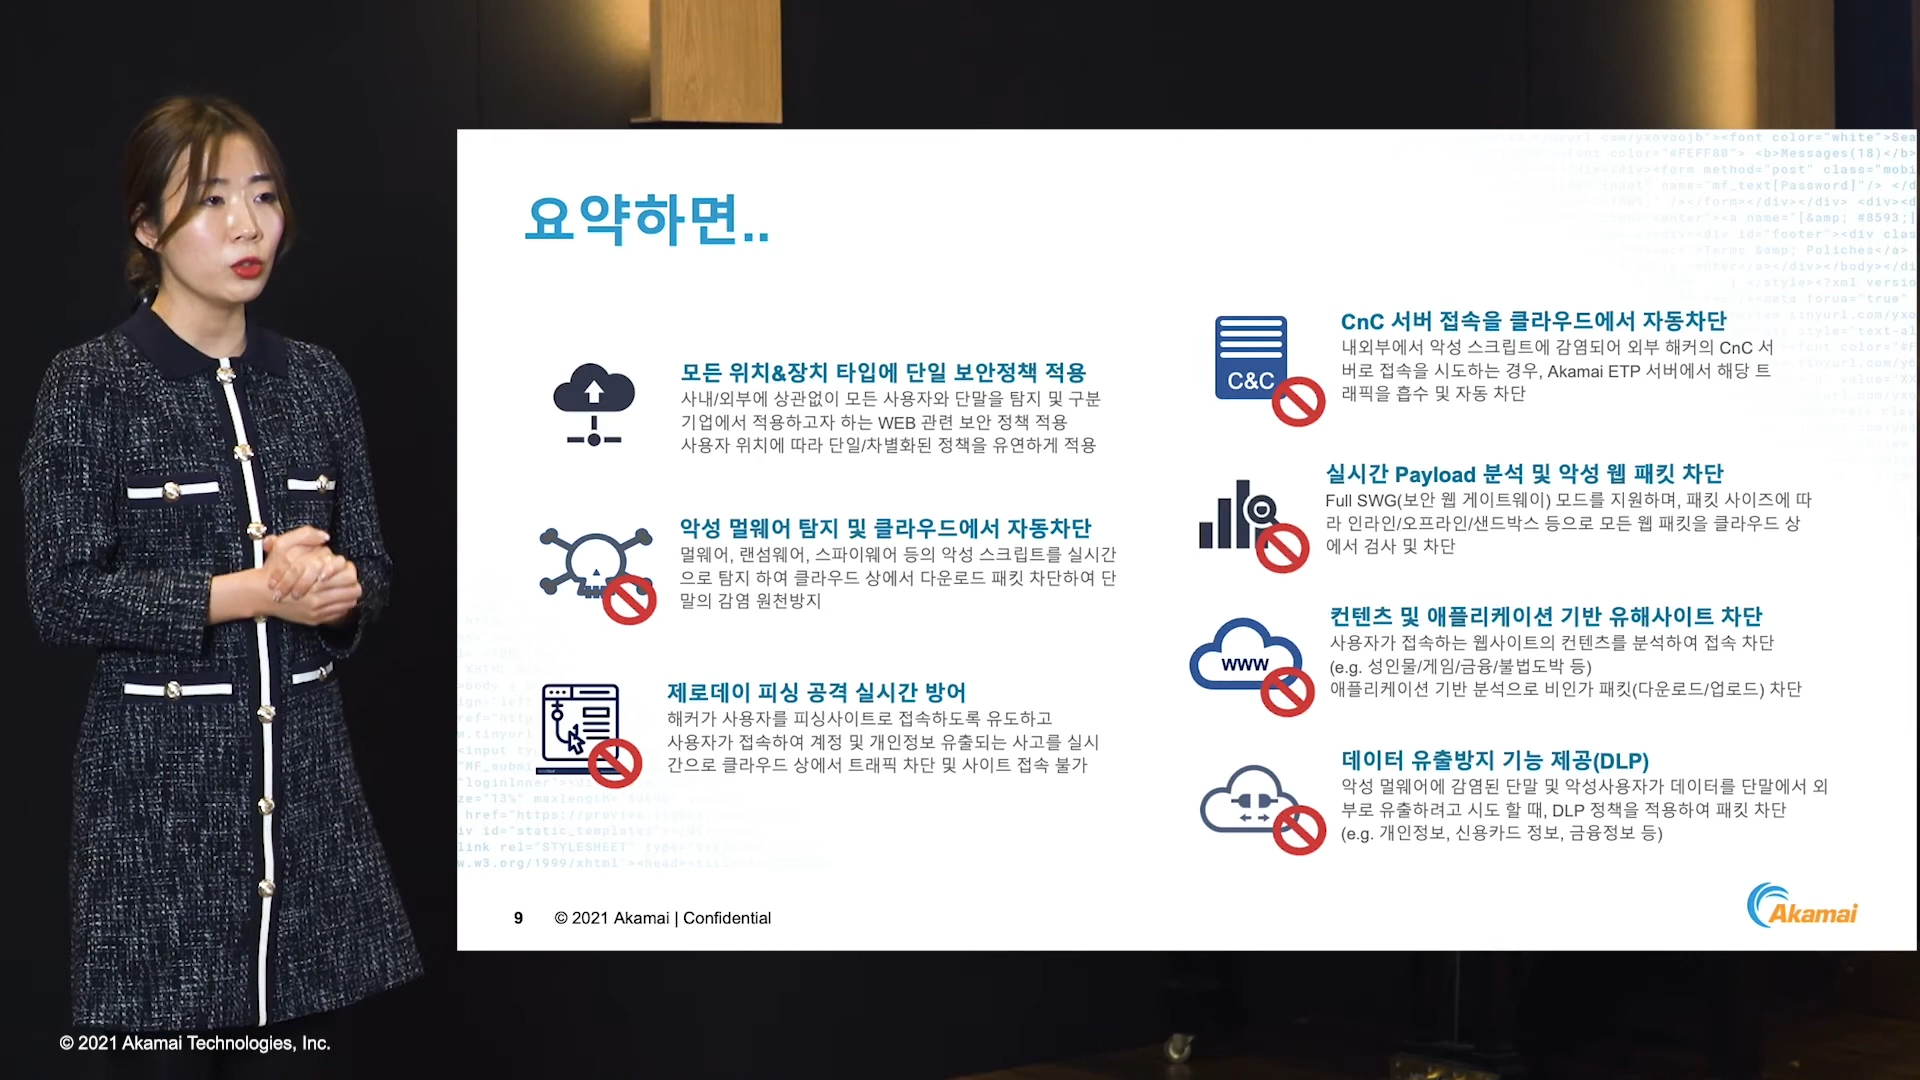 요약하면..
모든 위치&장치 타입에 단일 보안정책 적용
사내/외부에 상관없이 모든 사용자와 단말을 탐지 및 구분
기업에서 적용하고자 하는 WEB 관련 보안 정책 적용
사용자 위치에 따라 단일/차별화된 정책을 유연하게 적용
악성 멀웨어 탐지 및 클라우드에서 자동차단
멀웨어, 랜섬웨어, 스파이웨어 등의 악성 스크립트를 실시간
으로 탐지 하여 클라우드 상에서 다운로드 패킷 차단하여 단
말의 감염 원천방지
제로데이 피싱 공격 실시간 방어
해커가 사용자를 피싱사이트로 접속하도록 유도하고
사용자가 접속하여 계정 및 개인정보 유출되는 사고를 실시
간으로 클라우드 상에서 트래픽 차단 및 사이트 접속 불가
C&C
CnC 서버 접속을 클라우드에서 자동차단
내외부에서 악성 스크립트에 감염되어 외부 해커의 CnC 서
버로 접속을 시도하는 경우, Akamai ETP 서버에서 해당 트
래픽을 흡수 및 자동 차단
실시간 Payload 분석 및 악성 웹 패킷 차단
Full SWG(보안 웹 게이트웨이) 모드를 지원하며, 패킷 사이즈에 따
라 인라인/오프라인/샌드박스 등으로 모든 웹 패킷을 클라우드 상
에서 검사 및 차단
www
컨텐츠 및 애플리케이션 기반 유해사이트 차단
사용자가 접속하는 웹사이트의 컨텐츠를 분석하여 접속 차단
(e.g. 성인물/게임/금융/불법도박 등)
애플리케이션 기반 분석으로 비인가 패킷(다운로드/업로드) 차단
데이터 유출방지 기능 제공(DLP)
악성 멀웨어에 감염된 단말 및 악성사용자가 데이터를 단말에서 외
부로 유출하려고 시도 할 때, DLP 정책을 적용하여 패킷 차단
(e.g. 개인정보, 신용카드 정보, 금융정보 등)
9 © 2021 Akamai | Confidential
Akamai
© 2021 Akamai Technologies, Inc.